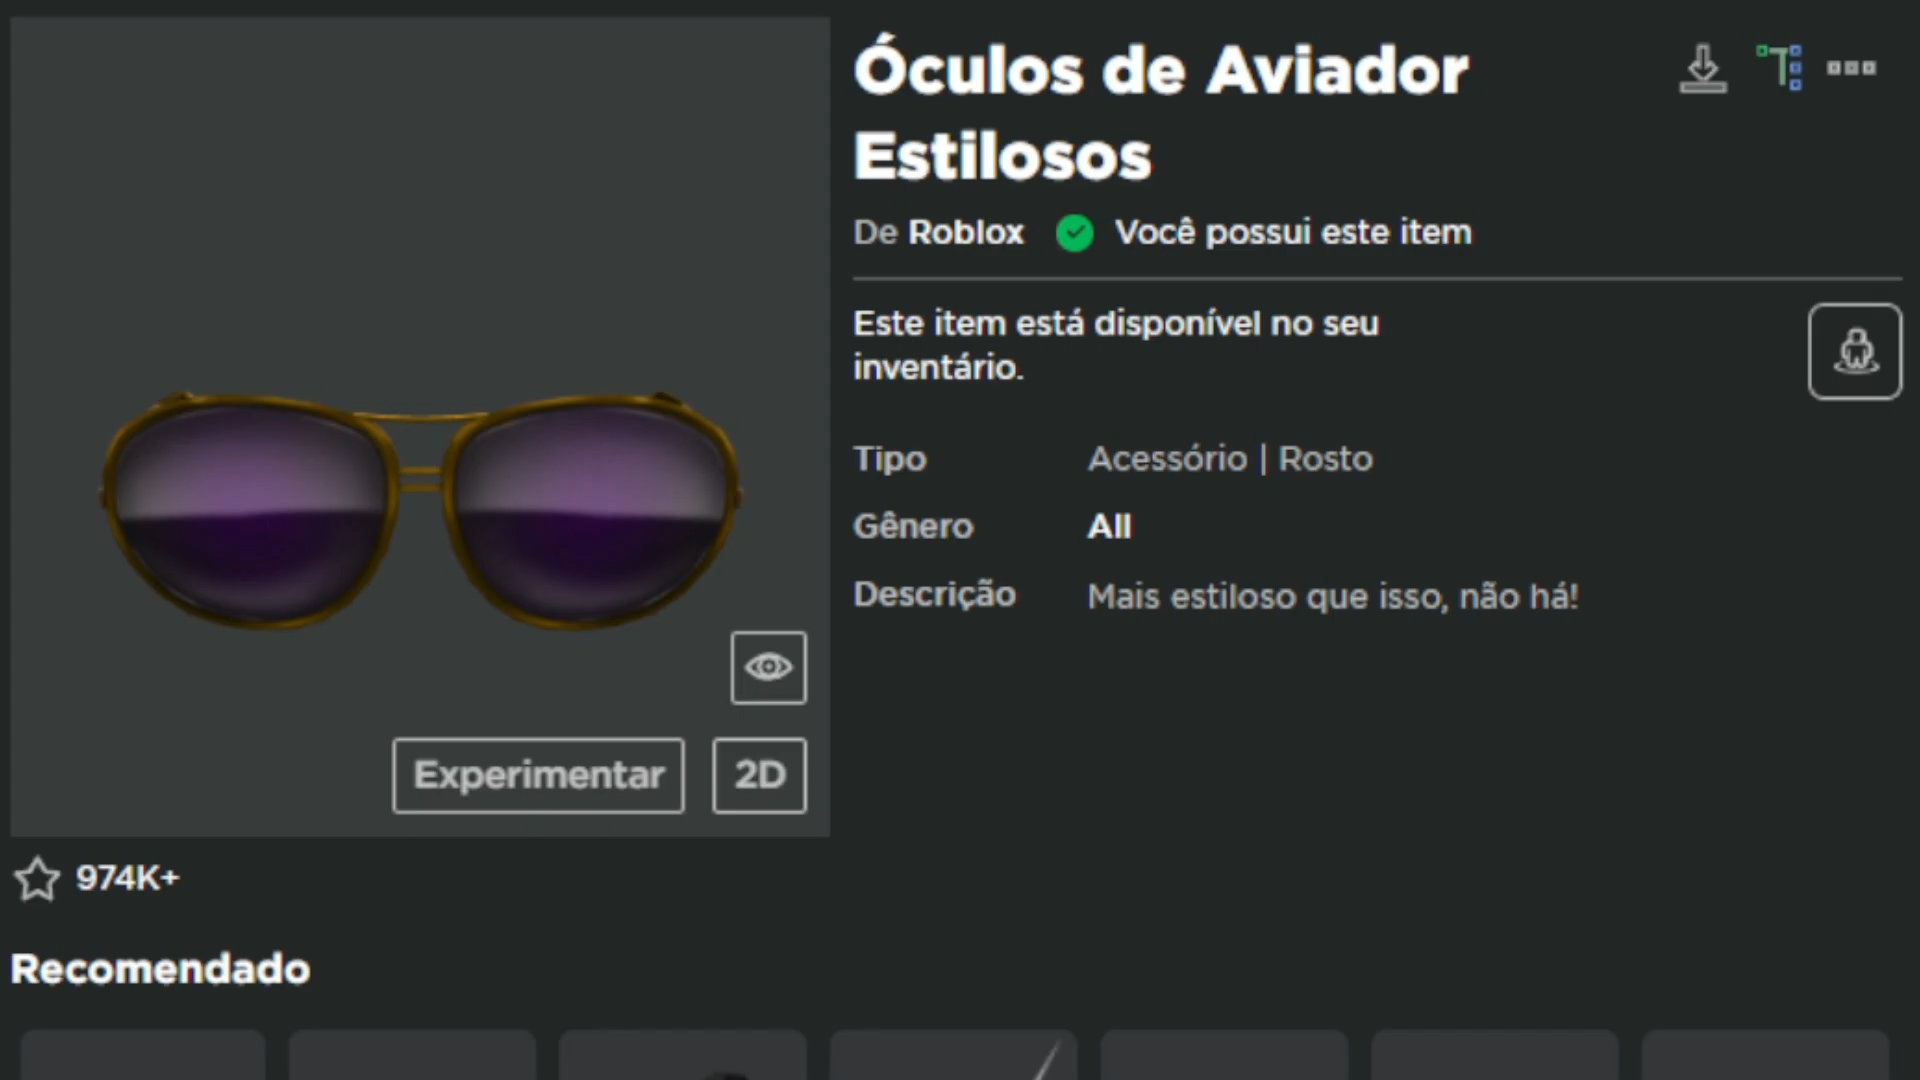 Óculos de Aviador
Estilosos
De Roblox Você possui este item
Este item está disponível no seu
inventário.
Tipo Acessório | Rosto
Gênero All
Descrição Mais estiloso que isso, não há!
Experimentar 2D
974K+
Recomendado